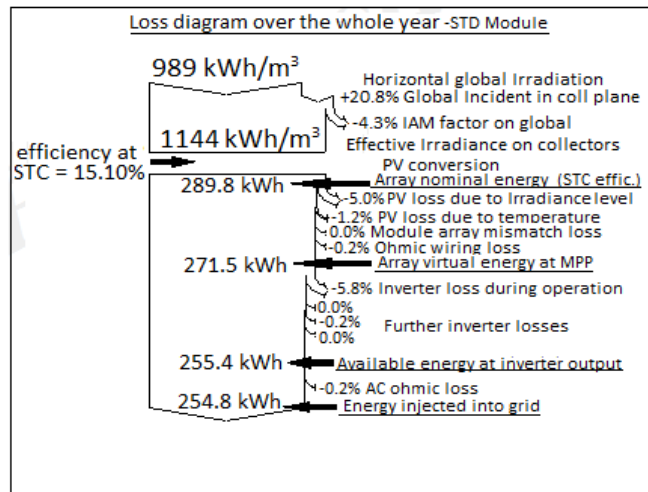 Loss diagram over the whole year -STD Module
989 kWh/m³
Horizontal global Irradiation
+20.8% Global Incident in coll plane
-4.3% IAM factor on global
1144 kWh/m³
Effective Irradiance on collectors
efficiency at
STC = 15.10%
PV conversion
289.8 kWh
Array nominal energy (STC effic.)
-5.0% PV loss due to Irradiance level
-1.2% PV loss due to temperature
0.0% Module array mismatch loss
-0.2% Ohmic wiring loss
271.5 kWh
Array virtual energy at MPP
-5.8% Inverter loss during operation
0.0%
-0.2% Further inverter losses
0.0%
255.4 kWh
Available energy at inverter output
-0.2% AC ohmic loss
254.8 kWh
Energy injected into grid